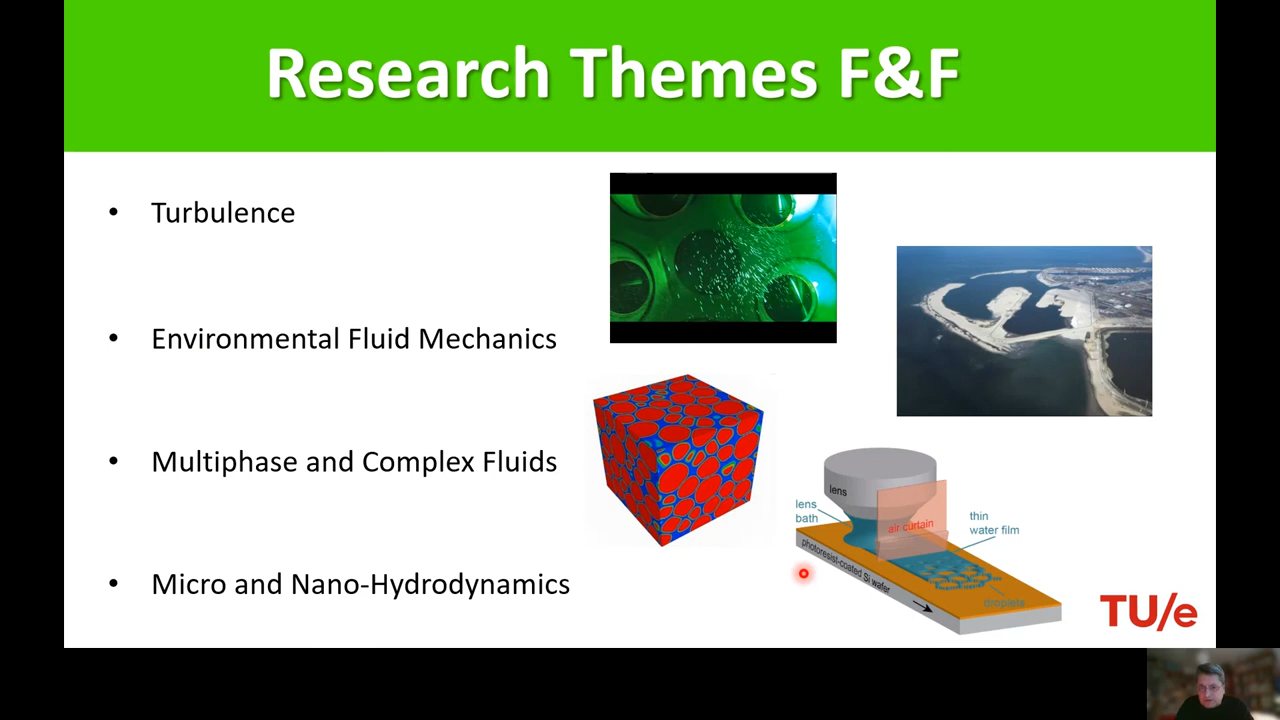 Research Themes F&F
• Turbulence
• Environmental Fluid Mechanics
• Multiphase and Complex Fluids
• Micro and Nano-Hydrodynamics
lens
lens
bath
air curtain
thin
water film
photoresist-coated Si wafer
droplets
TU/e